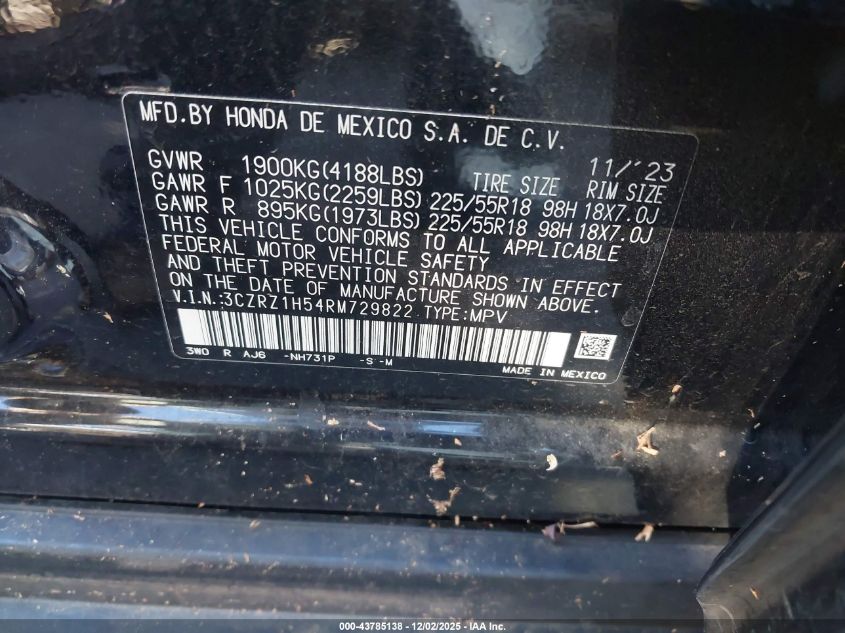 MFD.BY HONDA DE MEXICO S.A. DE C.V.
11/'23
GVWR 1900KG(4188LBS) TIRE SIZE RIM SIZE
GAWR F 1025KG(2259LBS) 225/55R18 98H 18X7.0J
GAWR R 895KG(1973LBS) 225/55R18 98H 18X7.0J
THIS VEHICLE CONFORMS TO ALL APPLICABLE
FEDERAL MOTOR VEHICLE SAFETY
AND THEFT PREVENTION STANDARDS IN EFFECT
ON THE DATE OF MANUFACTURE SHOWN ABOVE.
V.I.N.:3CZRZ1H54RM729822 TYPE:MPV
3W0 R AJ6 -NH731P -S -M
MADE IN MEXICO
000-43785138 - 12/02/2025 - IAA Inc.